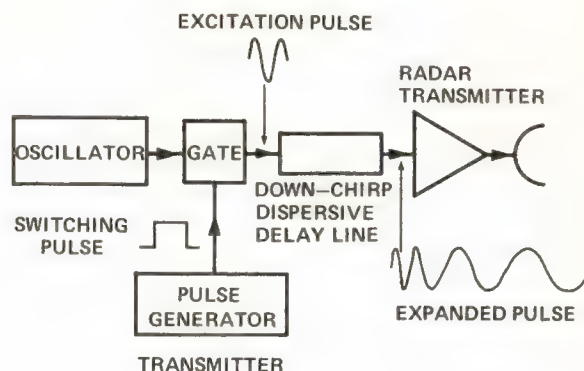 EXCITATION PULSE
RADAR
TRANSMITTER
OSCILLATOR
GATE
DOWN–CHIRP
DISPERSIVE
DELAY LINE
SWITCHING
PULSE
PULSE
GENERATOR
EXPANDED PULSE
TRANSMITTER